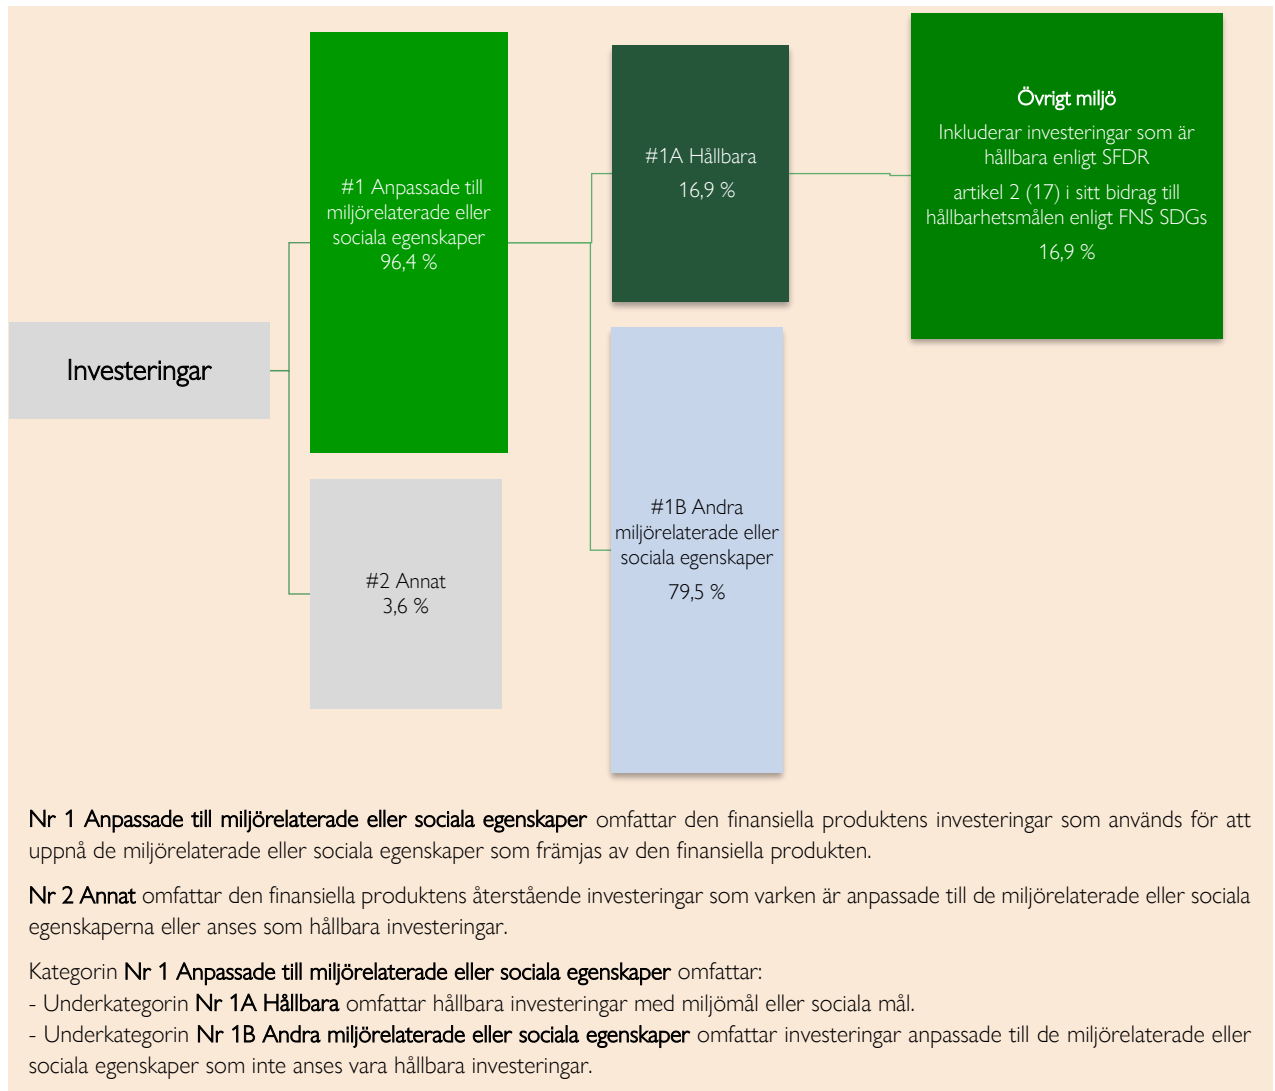 Övrigt miljö
Inkluderar investeringar som är
hållbara enligt SFDR
artikel 2 (17) i sitt bidrag till
hållbarhetsmålen enligt FNS SDGs
16,9 %
#1A Hållbara
16,9 %
#1 Anpassade till
miljörelaterade eller
sociala egenskaper
96,4 %
Investeringar
#1B Andra
miljörelaterade eller
sociala egenskaper
79,5 %
#2 Annat
3,6 %
Nr 1 Anpassade till miljörelaterade eller sociala egenskaper omfattar den finansiella produktens investeringar som används för att
uppnå de miljörelaterade eller sociala egenskaper som främjas av den finansiella produkten.
Nr 2 Annat omfattar den finansiella produktens återstående investeringar som varken är anpassade till de miljörelaterade eller sociala
egenskaperna eller anses som hållbara investeringar.
Kategorin Nr 1 Anpassade till miljörelaterade eller sociala egenskaper omfattar:
- Underkategorin Nr 1A Hållbara omfattar hållbara investeringar med miljömål eller sociala mål.
- Underkategorin Nr 1B Andra miljörelaterade eller sociala egenskaper omfattar investeringar anpassade till de miljörelaterade eller
sociala egenskaper som inte anses vara hållbara investeringar.